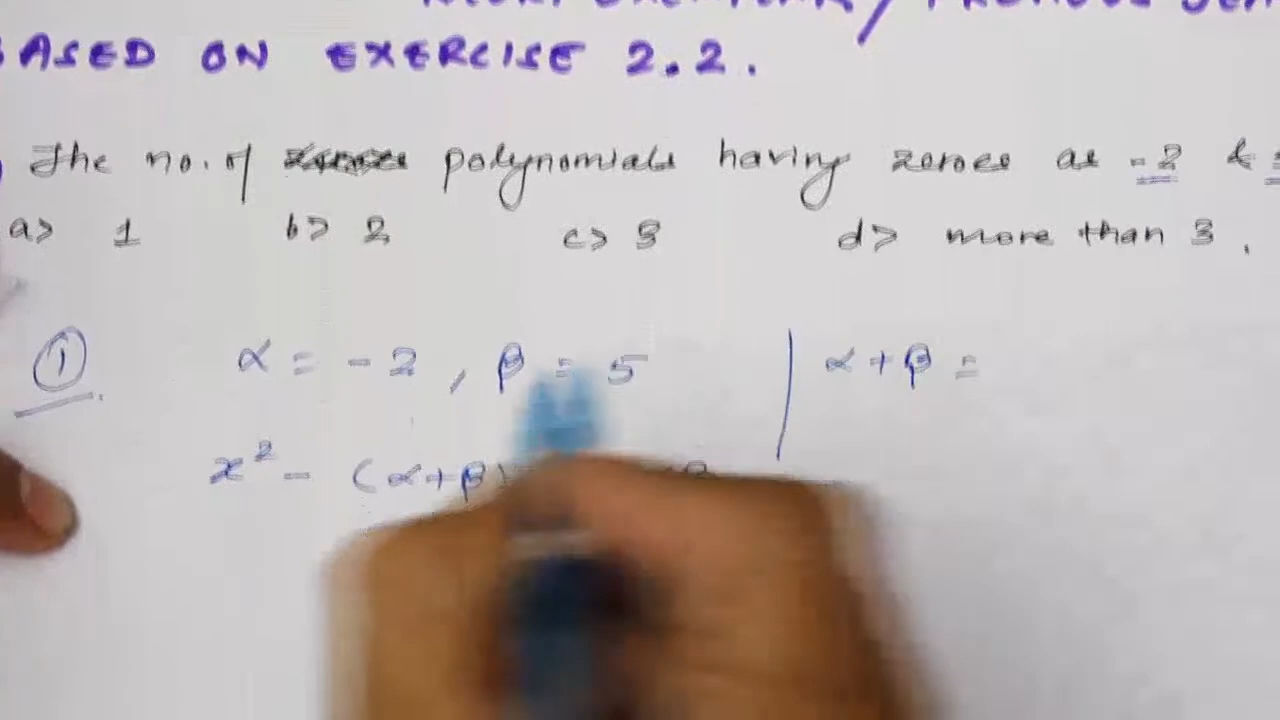 BASED ON EXERCISE 2.2.
The no. of polynomials having zeroes as -2 &
a> 1 b> 2 c> 3 d> more than 3.
① α = -2, β = 5 | α+β =
x² - (α+β)